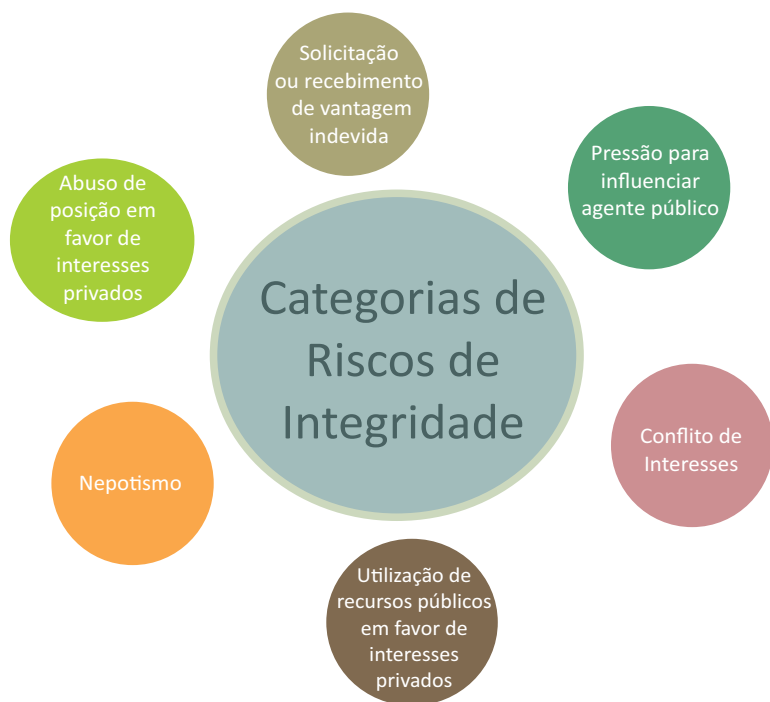 Solicitação
ou recebimento
de vantagem
indevida
Pressão para
influenciar
agente público
Abuso de
posição em
favor de
interesses
privados
Categorias de
Riscos de
Integridade
Conflito de
Interesses
Nepotismo
Utilização de
recursos públicos
em favor de
interesses
privados